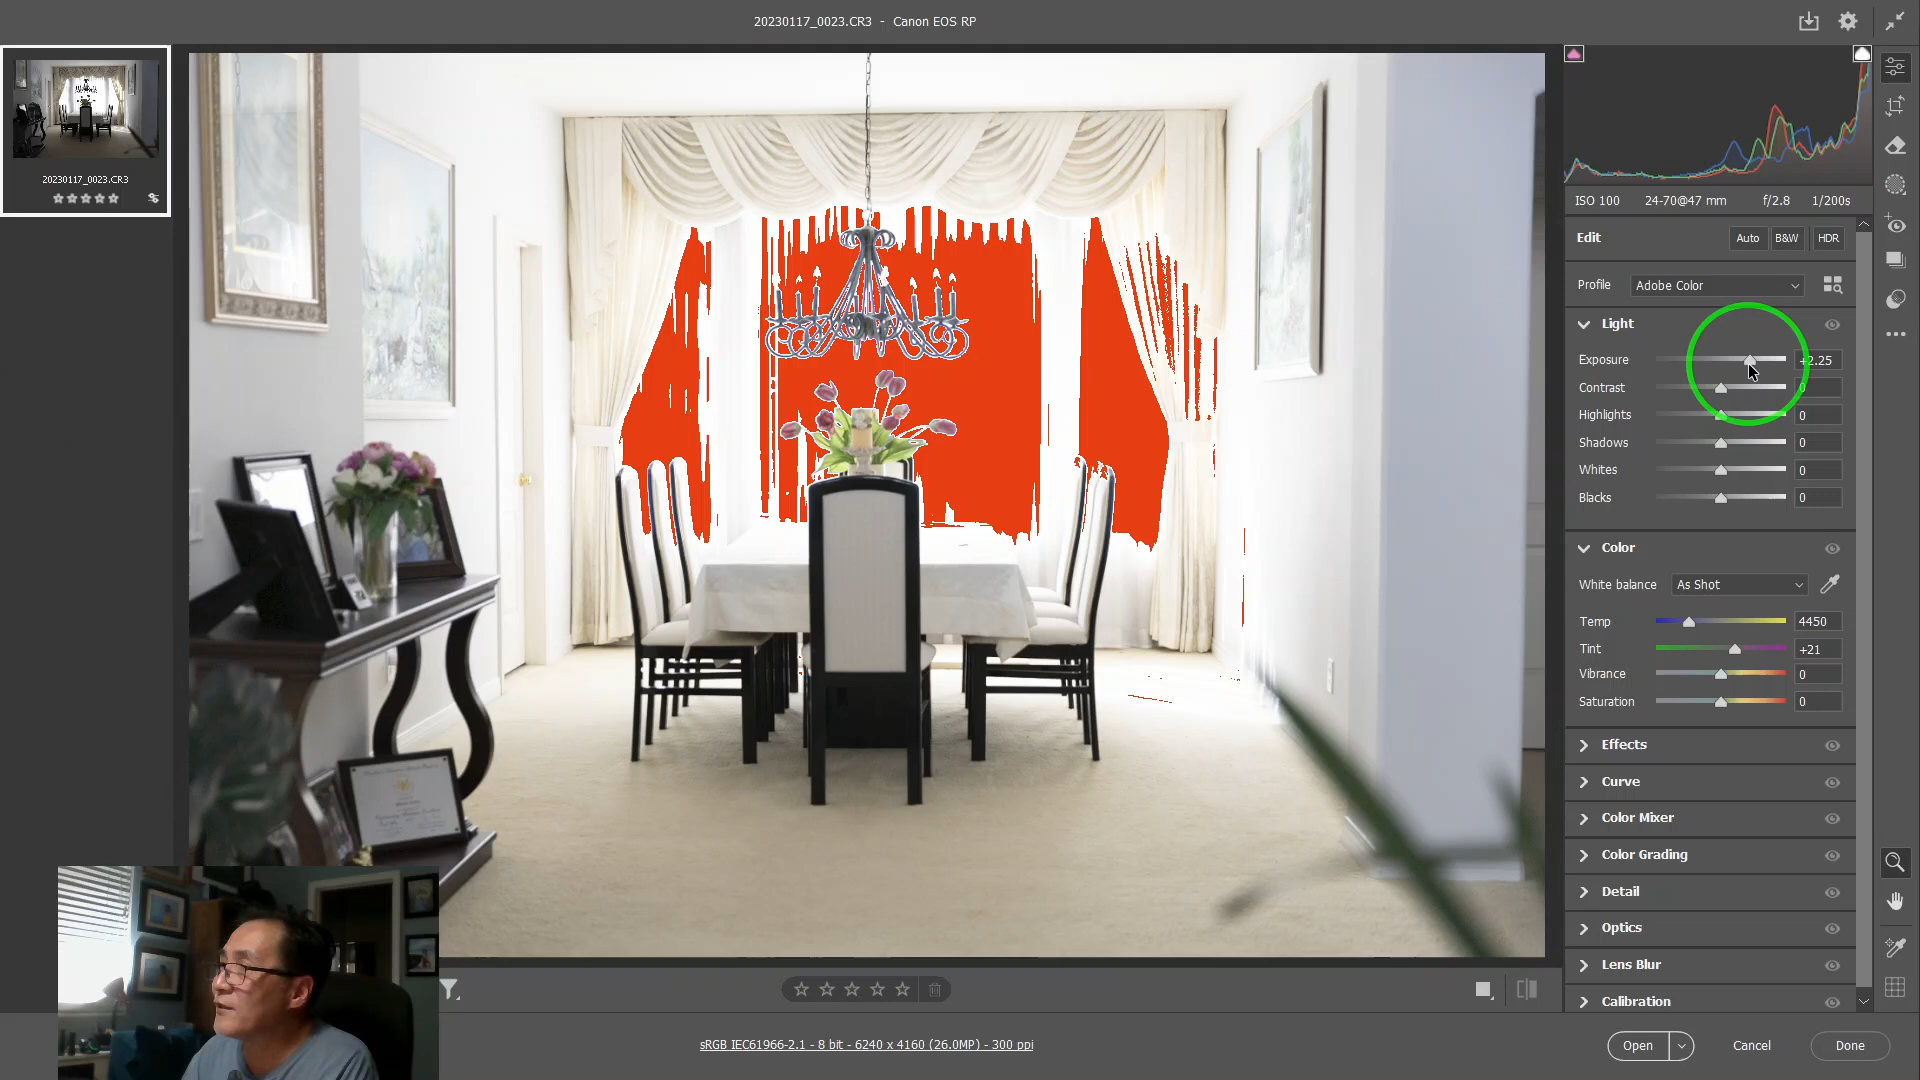 20230117_0023.CR3 - Canon EOS RP
20230117_0023.CR3
ISO 100 24-70@47 mm f/2.8 1/200s
Edit Auto B&W HDR
Profile Adobe Color
Light
Exposure +2.25
Contrast 0
Highlights 0
Shadows 0
Whites 0
Blacks 0
Color
White balance As Shot
Temp 4450
Tint +21
Vibrance 0
Saturation 0
Effects
Curve
Color Mixer
Color Grading
Detail
Optics
Lens Blur
Calibration
sRGB IEC61966-2.1 - 8 bit - 6240 x 4160 (26.0MP) - 300 ppi
Open Cancel Done